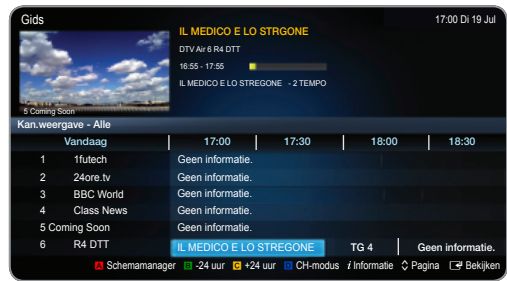 Gids
17:00 Di 19 Jul
IL MEDICO E LO STRGONE
DTV Air 6 R4 DTT
16:55 - 17:55
IL MEDICO E LO STREGONE - 2 TEMPO
5 Coming Soon
Kan.weergave - Alle
Vandaag 17:00 17:30 18:00 18:30
1 1futech Geen informatie.
2 24ore.tv Geen informatie.
3 BBC World Geen informatie.
4 Class News Geen informatie.
5 Coming Soon Geen informatie.
6 R4 DTT IL MEDICO E LO STREGONE TG 4 Geen informatie.
A Schemamanager B -24 uur C +24 uur D CH-modus i Informatie Pagina Bekijken